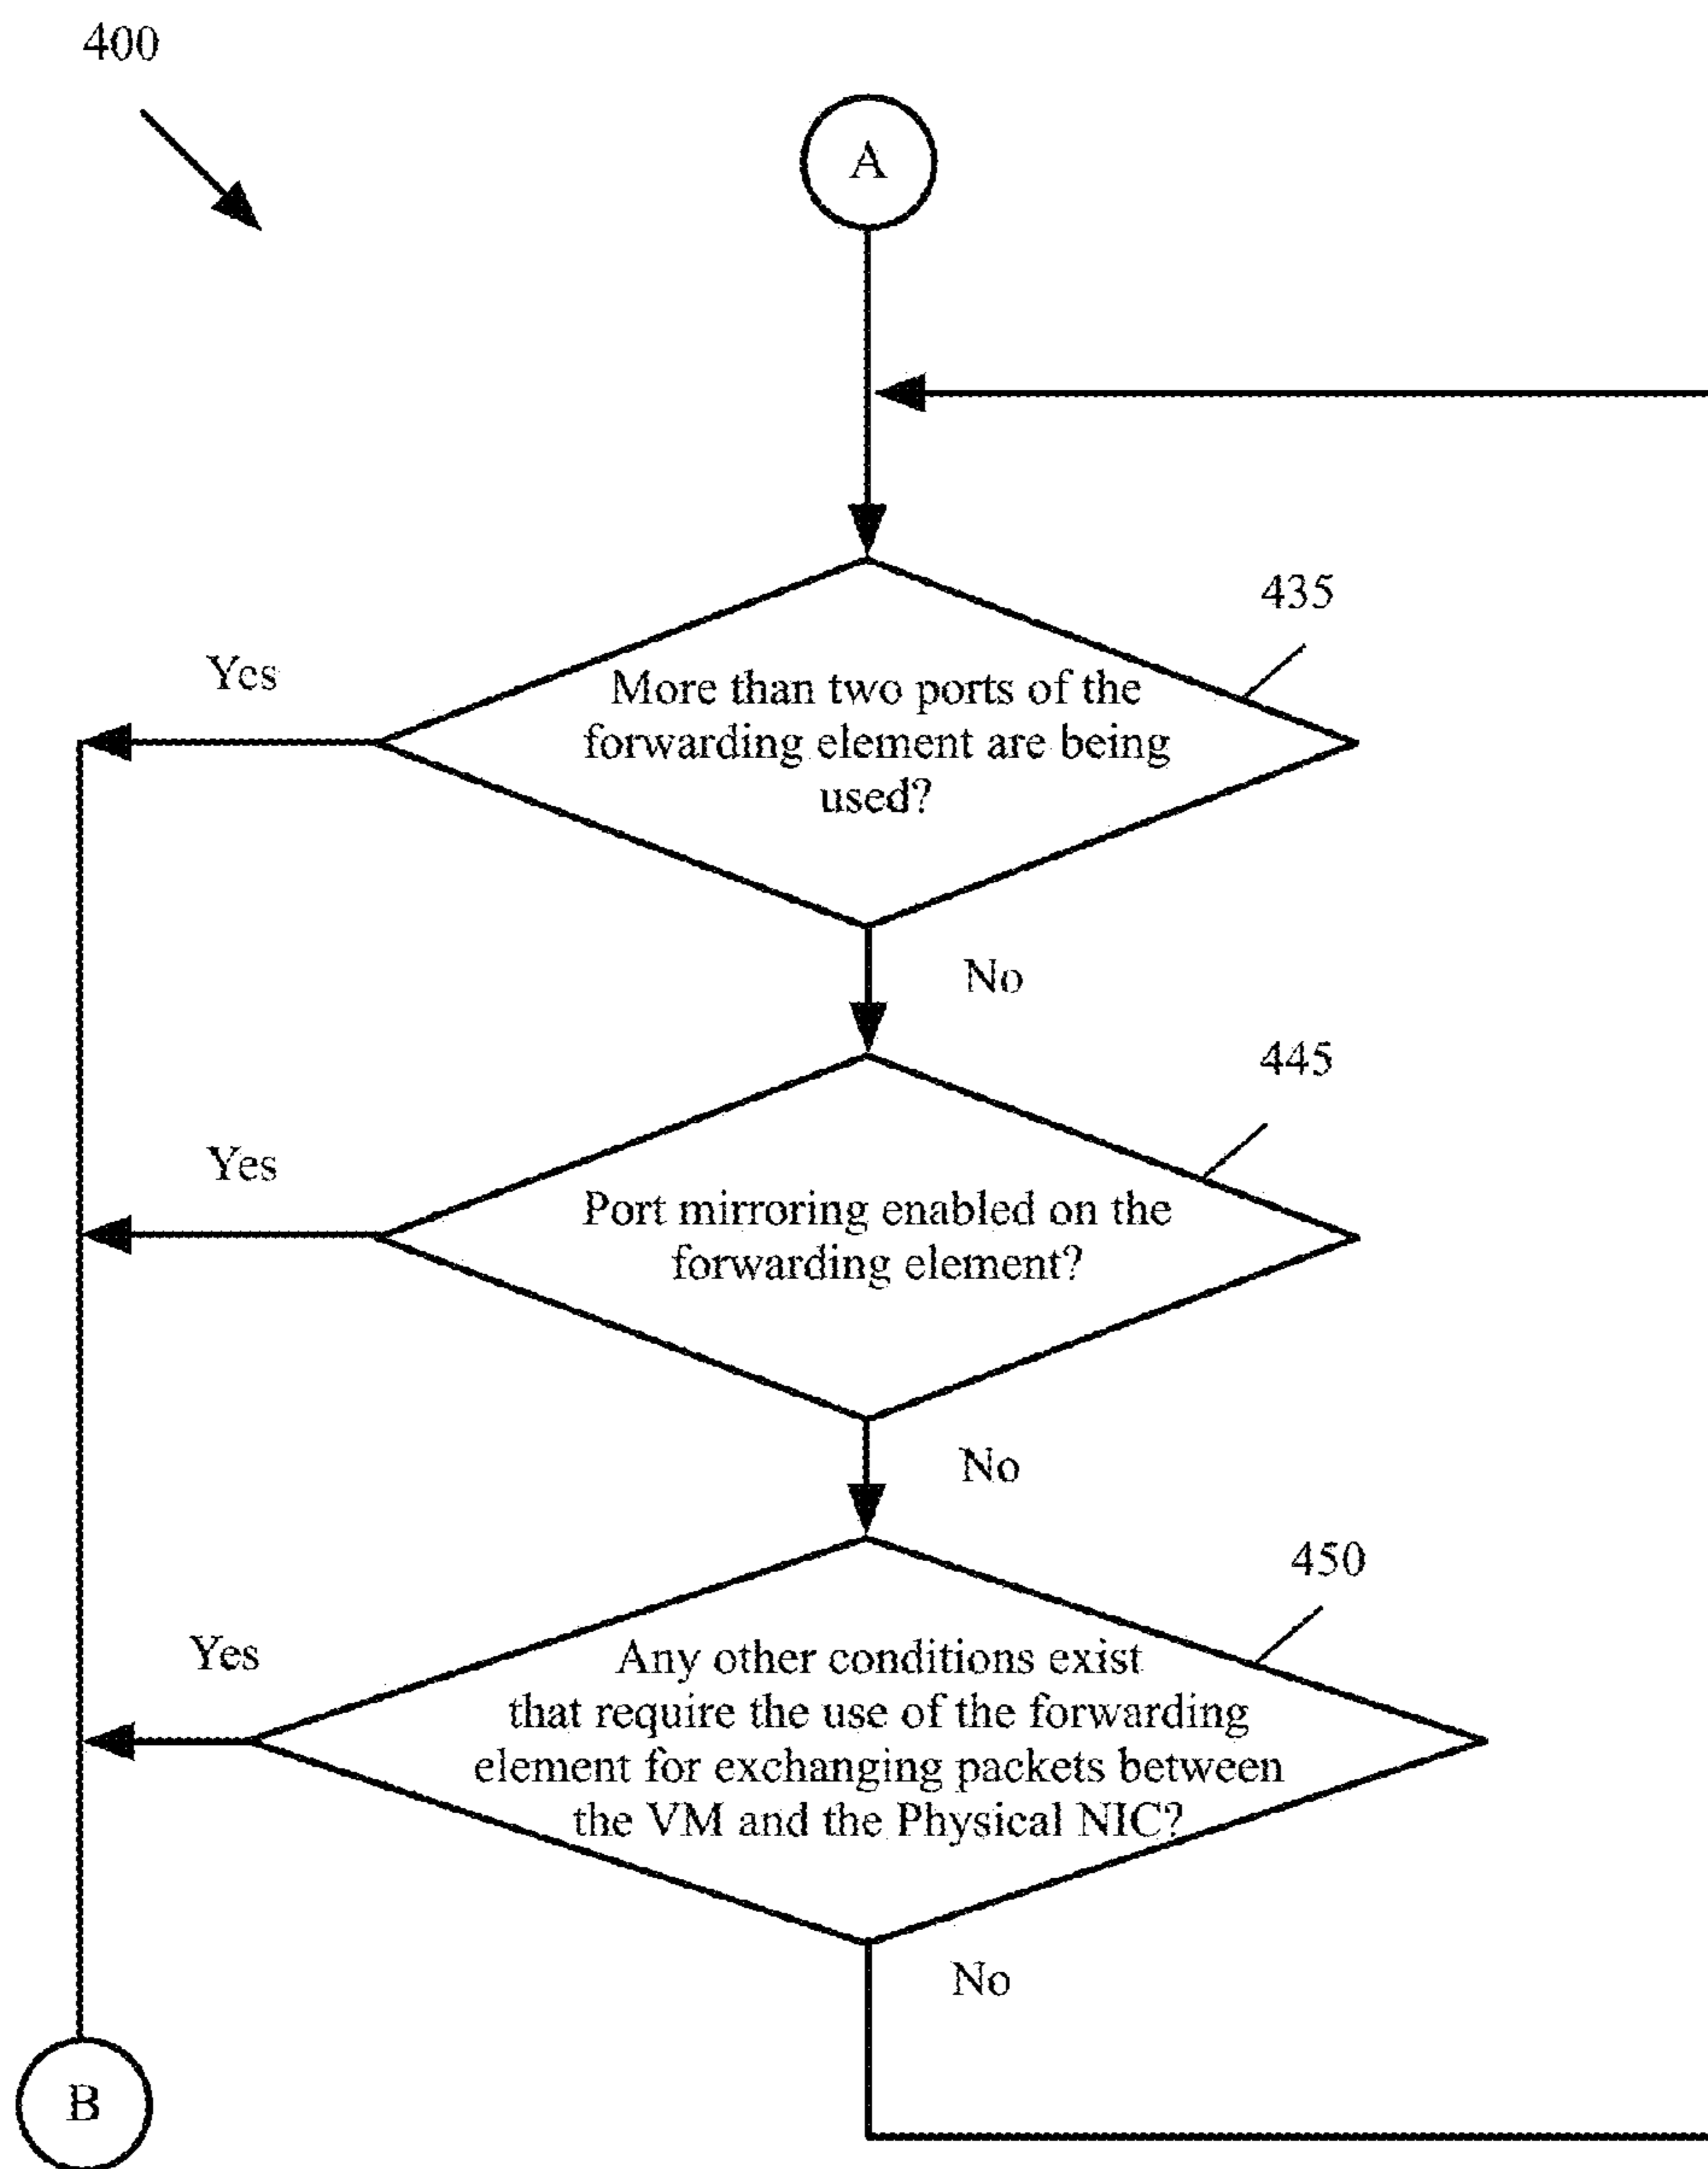 400
A
435
Yes
More than two ports of the
forwarding element are being
used?
No
445
Yes
Port mirroring enabled on the
forwarding element?
No
450
Yes
Any other conditions exist
that require the use of the forwarding
element for exchanging packets between
the VM and the Physical NIC?
No
B